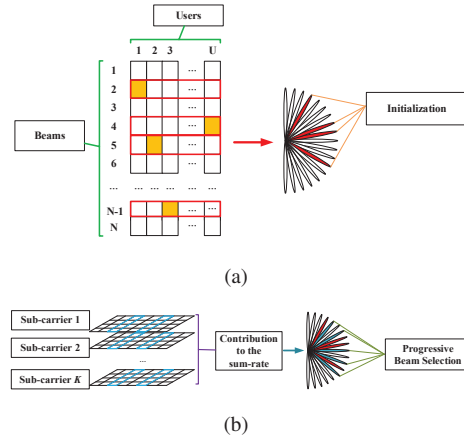 Users
1 2 3 U
1
2 ...
3 ...
Beams
4 ...
5 ...
6 ...
... ... ... ... ... ...
N-1 ... ...
N ...
Initialization
(a)
Sub-carrier 1
Sub-carrier 2
...
Sub-carrier K
Contribution
to the
sum-rate
Progressive
Beam Selection
(b)